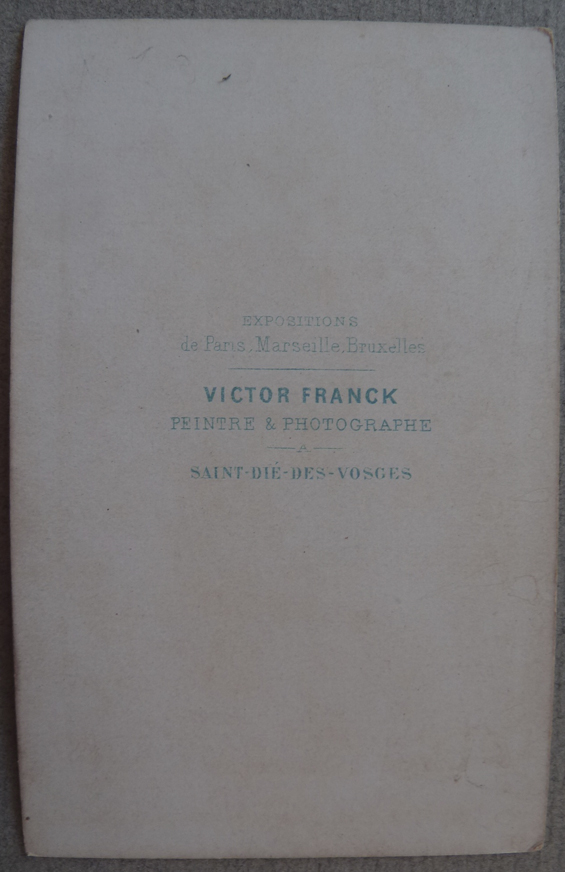 EXPOSITIONS
de Paris, Marseille, Bruxelles
VICTOR FRANCK
PEINTRE & PHOTOGRAPHE
A
SAINT-DIÉ-DES-VOSGES